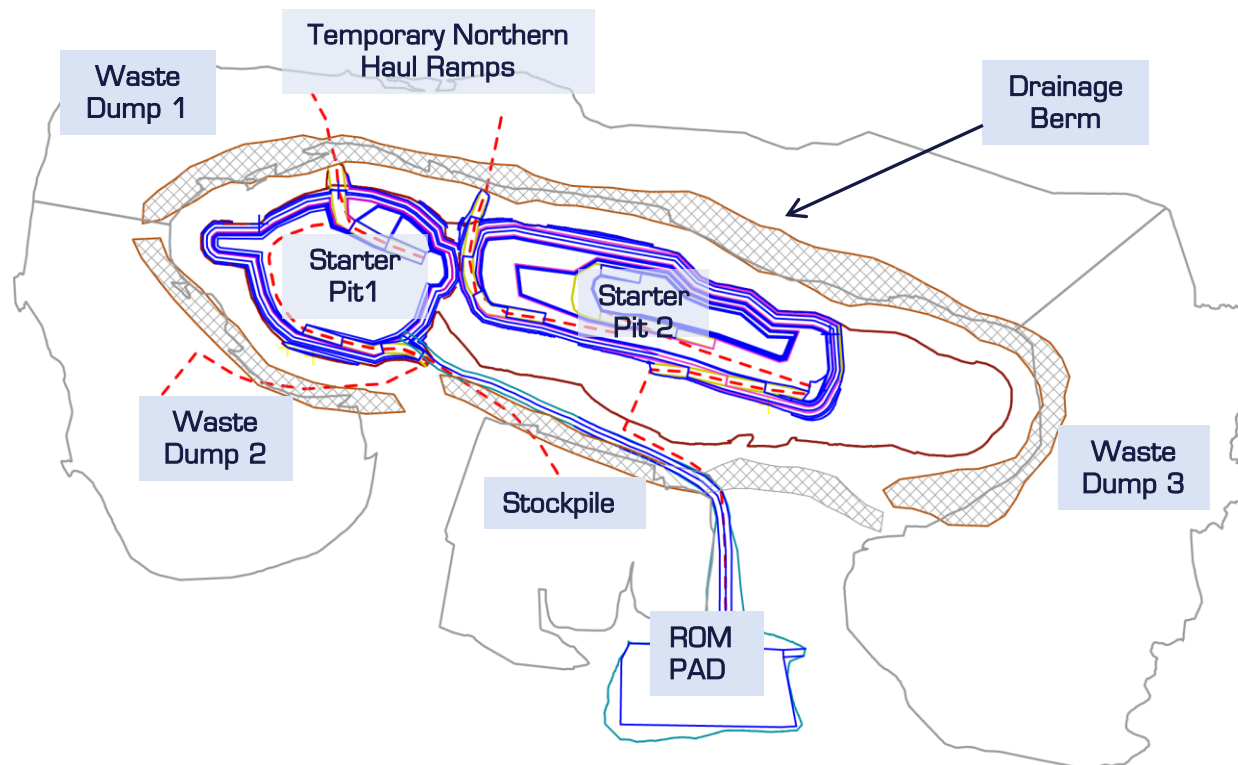 Temporary Northern
Haul Ramps
Waste
Dump 1
Drainage
Berm
Starter
Pit1
Starter
Pit 2
Waste
Dump 2
Waste
Dump 3
Stockpile
ROM
PAD